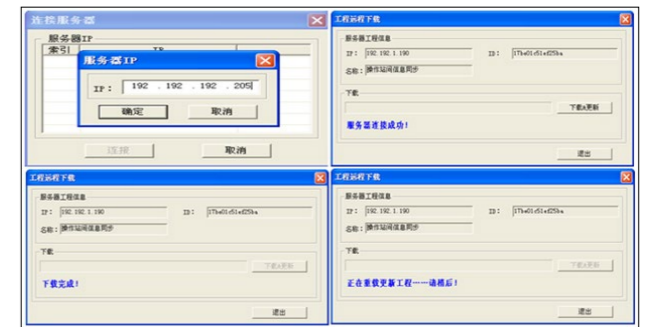 连接服务器
服务器IP
索引 IP
服务器IP
IP： 192 . 192 . 192 . 205
确定 取消
连接 取消
工程远程下载
服务器工程信息
IP： 192.192.1.190 ID： 17be01c51ed25ba
名称： 操作站间信息同步
下载
下载&更新
服务器连接成功！
退出
工程远程下载
服务器工程信息
IP： 192.192.1.190 ID： 17be01c51ed25ba
名称： 操作站间信息同步
下载
下载&更新
下载完成！
退出
工程远程下载
服务器工程信息
IP： 192.192.1.190 ID： 17be01c51ed25ba
名称： 操作站间信息同步
下载
下载&更新
正在重载更新工程……请稍后！
退出